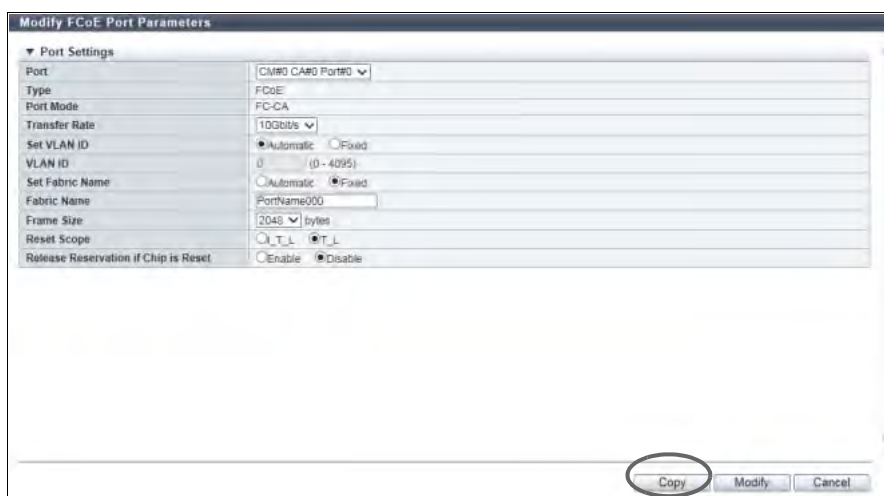 Modify FCoE Port Parameters
▼ Port Settings
Port CM#0 CA#0 Port#0
Type FCoE
Port Mode FC-CA
Transfer Rate 10Gbit/s
Set VLAN ID Automatic Fixed
VLAN ID 0 (0 - 4095)
Set Fabric Name Automatic Fixed
Fabric Name PortName000
Frame Size 2048 bytes
Reset Scope I_T_L T_L
Release Reservation if Chip is Reset Enable Disable
Copy Modify Cancel